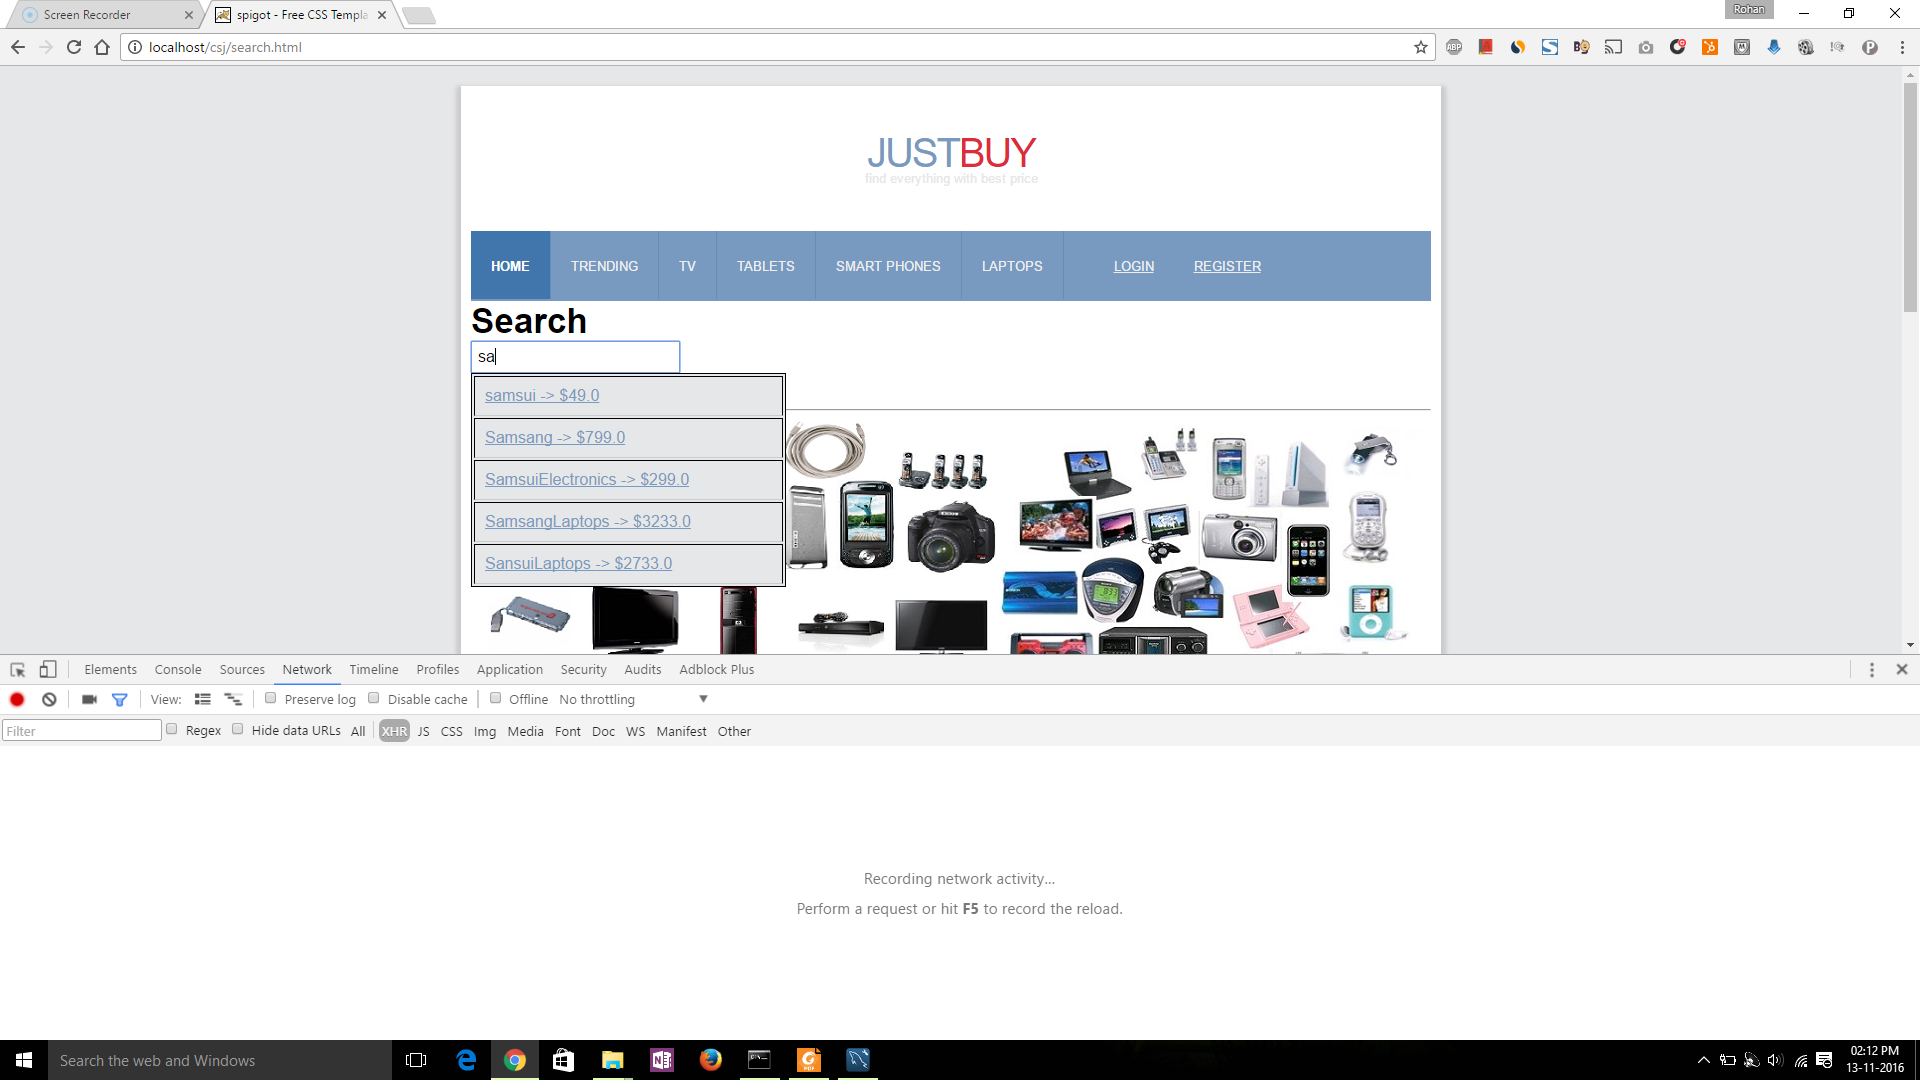 Screen Recorder
spigot - Free CSS Templa
Rohan
localhost/csj/search.html
JUSTBUY
find everything with best price
HOME TRENDING TV TABLETS SMART PHONES LAPTOPS LOGIN REGISTER
Search
sa
samsui -> $49.0
Samsang -> $799.0
SamsuiElectronics -> $299.0
SamsangLaptops -> $3233.0
SansuiLaptops -> $2733.0
Elements Console Sources Network Timeline Profiles Application Security Audits Adblock Plus
View: Preserve log Disable cache Offline No throttling
Filter Regex Hide data URLs All XHR JS CSS Img Media Font Doc WS Manifest Other
Recording network activity...
Perform a request or hit F5 to record the reload.
Search the web and Windows
02:12 PM
13-11-2016